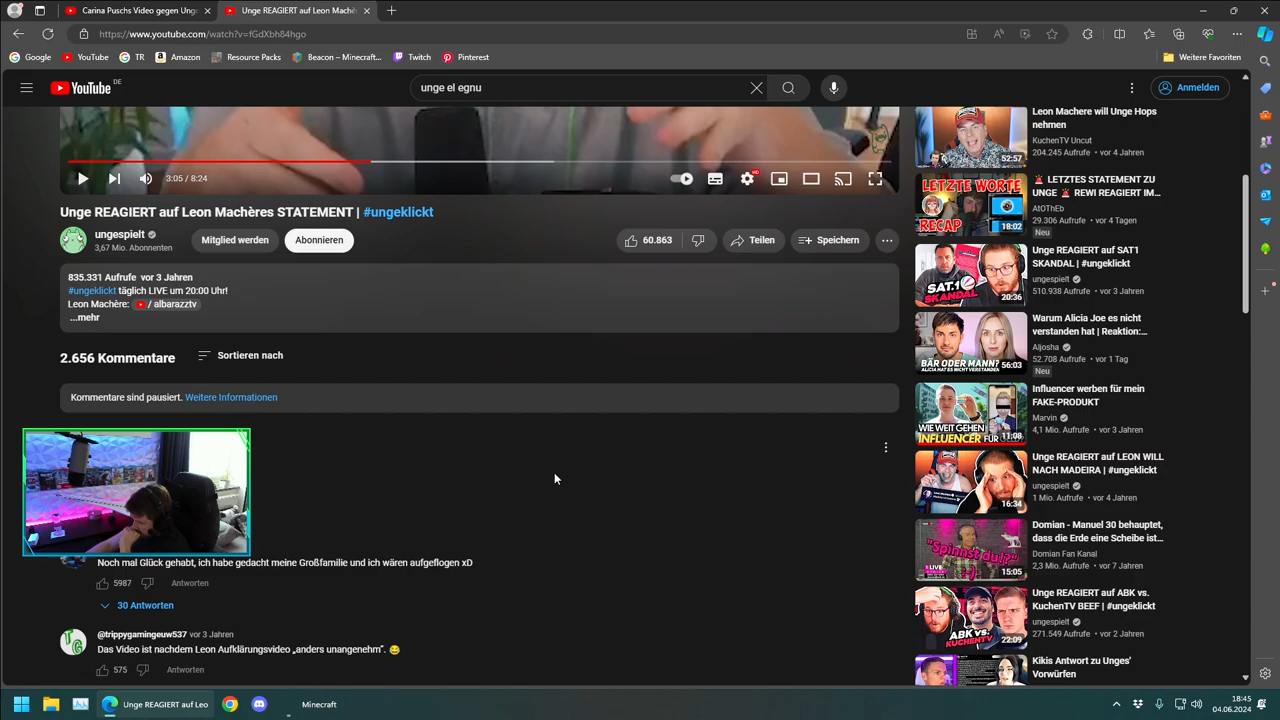 Carina Puschs Video gegen Unge
Unge REAGIERT auf Leon Machè
https://www.youtube.com/watch?v=fGdXbh84hgo
Google
YouTube
TR
Amazon
Resource Packs
Beacon – Minecraft...
Twitch
Pinterest
Weitere Favoriten
YouTube DE
unge el egnu
Anmelden
3:05 / 8:24
Unge REAGIERT auf Leon Machères STATEMENT | #ungeklickt
ungespielt
3,67 Mio. Abonnenten
Mitglied werden
Abonnieren
60.863
Teilen
Speichern
835.331 Aufrufe vor 3 Jahren
#ungeklickt täglich LIVE um 20:00 Uhr!
Leon Machère: / albarazztv
...mehr
2.656 Kommentare
Sortieren nach
Kommentare sind pausiert. Weitere Informationen
Noch mal Glück gehabt, ich habe gedacht meine Großfamilie und ich wären aufgeflogen xD
5987
Antworten
30 Antworten
@trippygamingeuw537 vor 3 Jahren
Das Video ist nachdem Leon Aufklärungsvideo „anders unangenehm“. 😂
575
Antworten
52:57
Leon Machere will Unge Hops
nehmen
KuchenTV Uncut
204.245 Aufrufe • vor 4 Jahren
LETZTE WORTE
RECAP
18:02
🚨 LETZTES STATEMENT ZU
UNGE 🚨 REWI REAGIERT IM...
AtOThEb
29.306 Aufrufe • vor 4 Tagen
Neu
SAT.1
SKANDAL
20:36
Unge REAGIERT auf SAT1
SKANDAL | #ungeklickt
ungespielt
510.938 Aufrufe • vor 3 Jahren
BÄR ODER MANN?
ALICIA HAT ES NICHT VERSTANDEN
56:03
Warum Alicia Joe es nicht
verstanden hat | Reaktion:...
Aljosha
52.708 Aufrufe • vor 1 Tag
Neu
WIE WEIT GEHEN
INFLUENCER FÜR
11:08
Influencer werben für mein
FAKE-PRODUKT
Marvin
4,1 Mio. Aufrufe • vor 3 Jahren
16:34
Unge REAGIERT auf LEON WILL
NACH MADEIRA | #ungeklickt
ungespielt
1 Mio. Aufrufe • vor 4 Jahren
"Spinnst du!?"
15:05
Domian - Manuel 30 behauptet,
dass die Erde eine Scheibe ist...
Domian Fan Kanal
2,3 Mio. Aufrufe • vor 7 Jahren
ABK VS.
KUCHENTV
22:09
Unge REAGIERT auf ABK vs.
KuchenTV BEEF | #ungeklickt
ungespielt
271.549 Aufrufe • vor 2 Jahren
Kikis Antwort zu Unges'
Vorwürfen
Unge REAGIERT auf Leo
Minecraft
18:45
04.06.2024